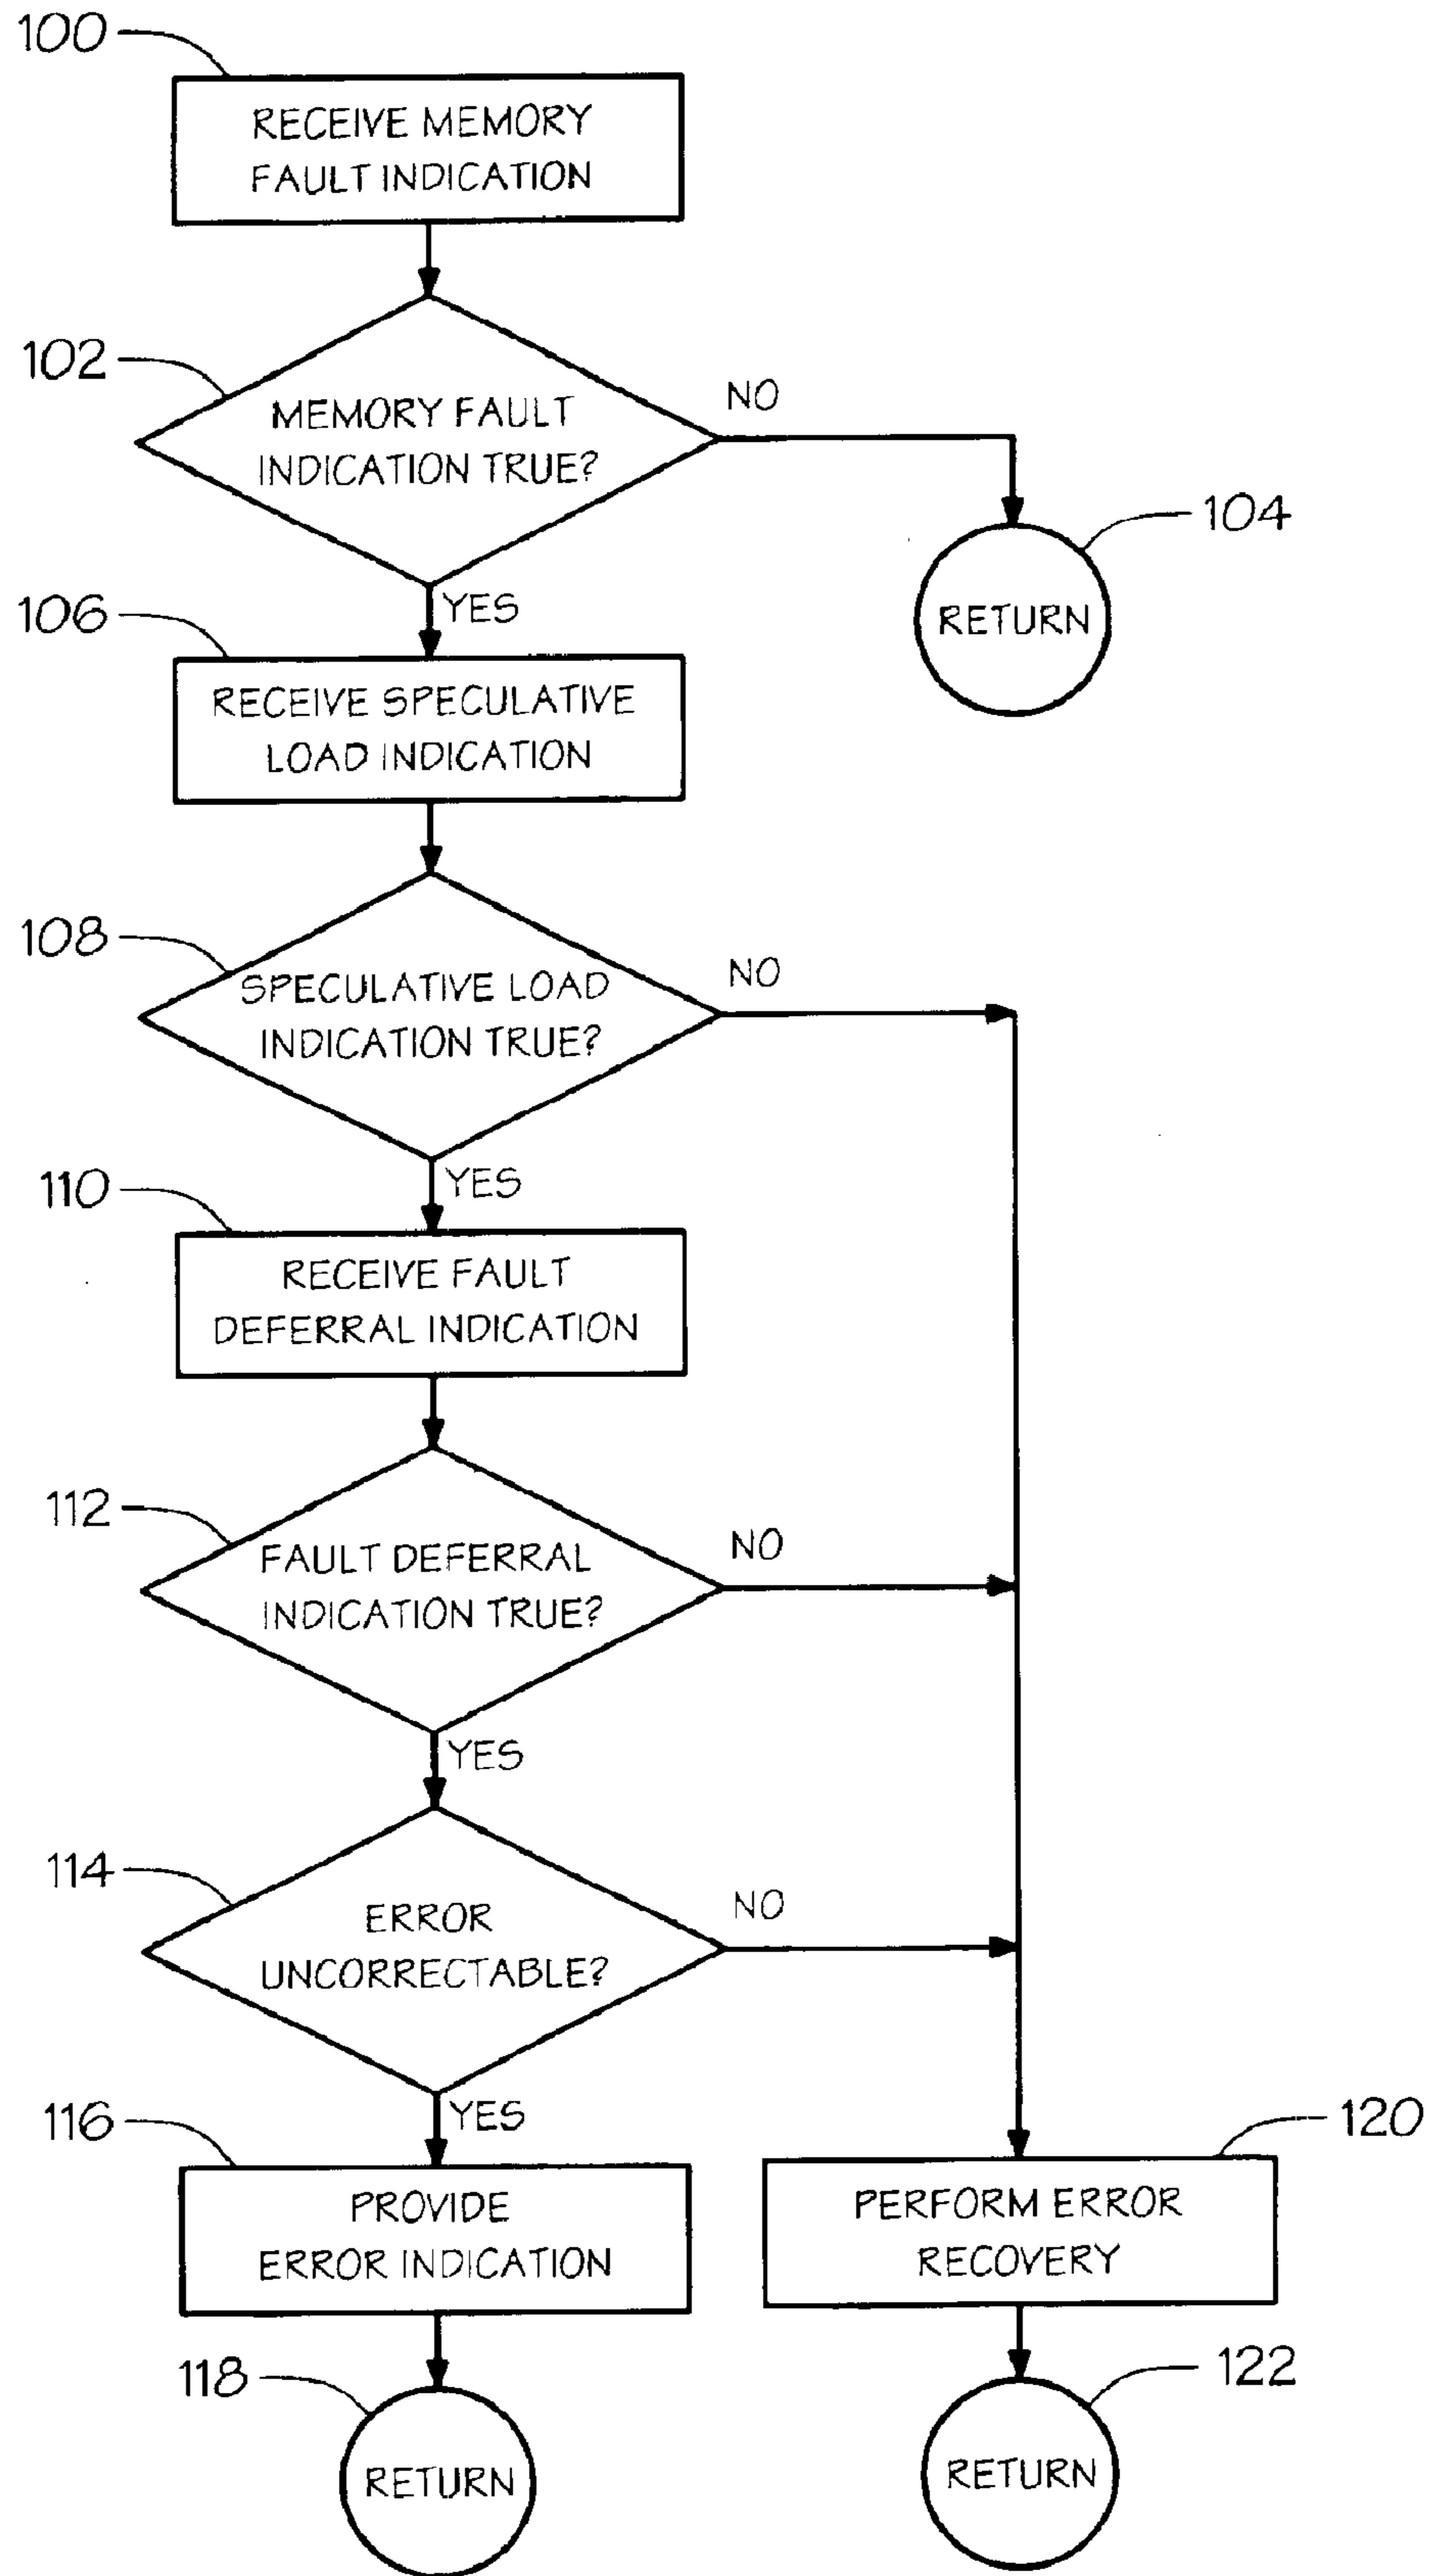 100
RECEIVE MEMORY
FAULT INDICATION
102
MEMORY FAULT
INDICATION TRUE?
NO
104
RETURN
YES
106
RECEIVE SPECULATIVE
LOAD INDICATION
108
SPECULATIVE LOAD
INDICATION TRUE?
NO
YES
110
RECEIVE FAULT
DEFERRAL INDICATION
112
FAULT DEFERRAL
INDICATION TRUE?
NO
YES
114
ERROR
UNCORRECTABLE?
NO
YES
116
PROVIDE
ERROR INDICATION
120
PERFORM ERROR
RECOVERY
118
RETURN
122
RETURN